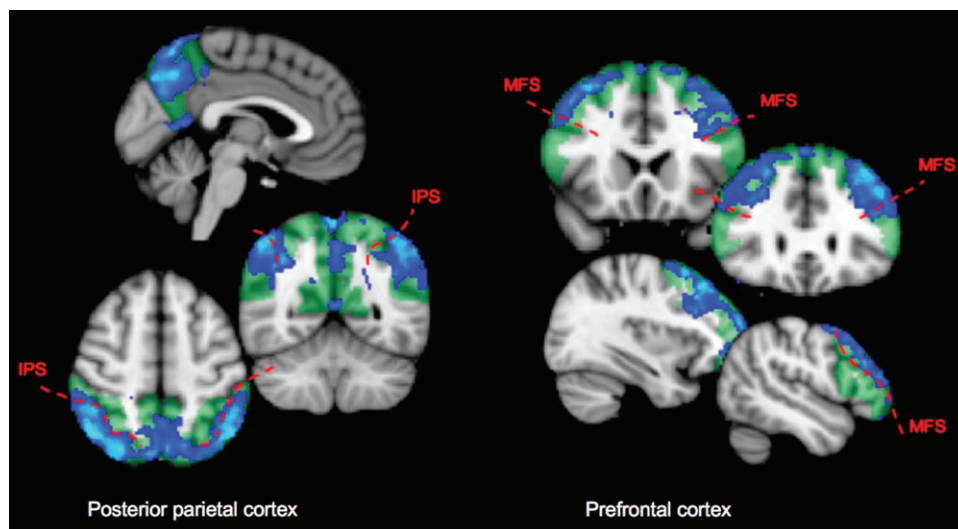 MFS
MFS
MFS
IPS
IPS
MFS
Posterior parietal cortex
Prefrontal cortex